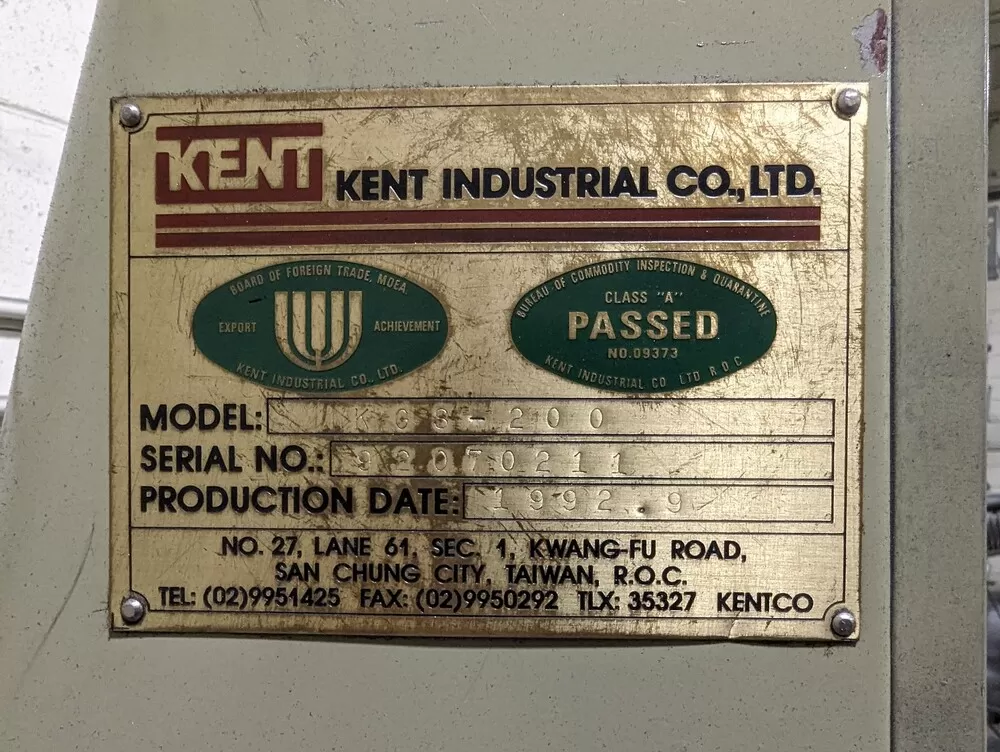 KENT
KENT INDUSTRIAL CO.,LTD.
BOARD OF FOREIGN TRADE, MOEA
EXPORT ACHIEVEMENT
KENT INDUSTRIAL CO., LTD.
BUREAU OF COMMODITY INSPECTION & QUARANTINE
CLASS "A"
PASSED
NO.09373
KENT INDUSTRIAL CO LTD R O C
MODEL: KGS-200
SERIAL NO.: 92070211
PRODUCTION DATE: 1992.9
NO. 27, LANE 61, SEC. 1, KWANG-FU ROAD,
SAN CHUNG CITY, TAIWAN, R.O.C.
TEL: (02)9951425 FAX: (02)9950292 TLX: 35327 KENTCO